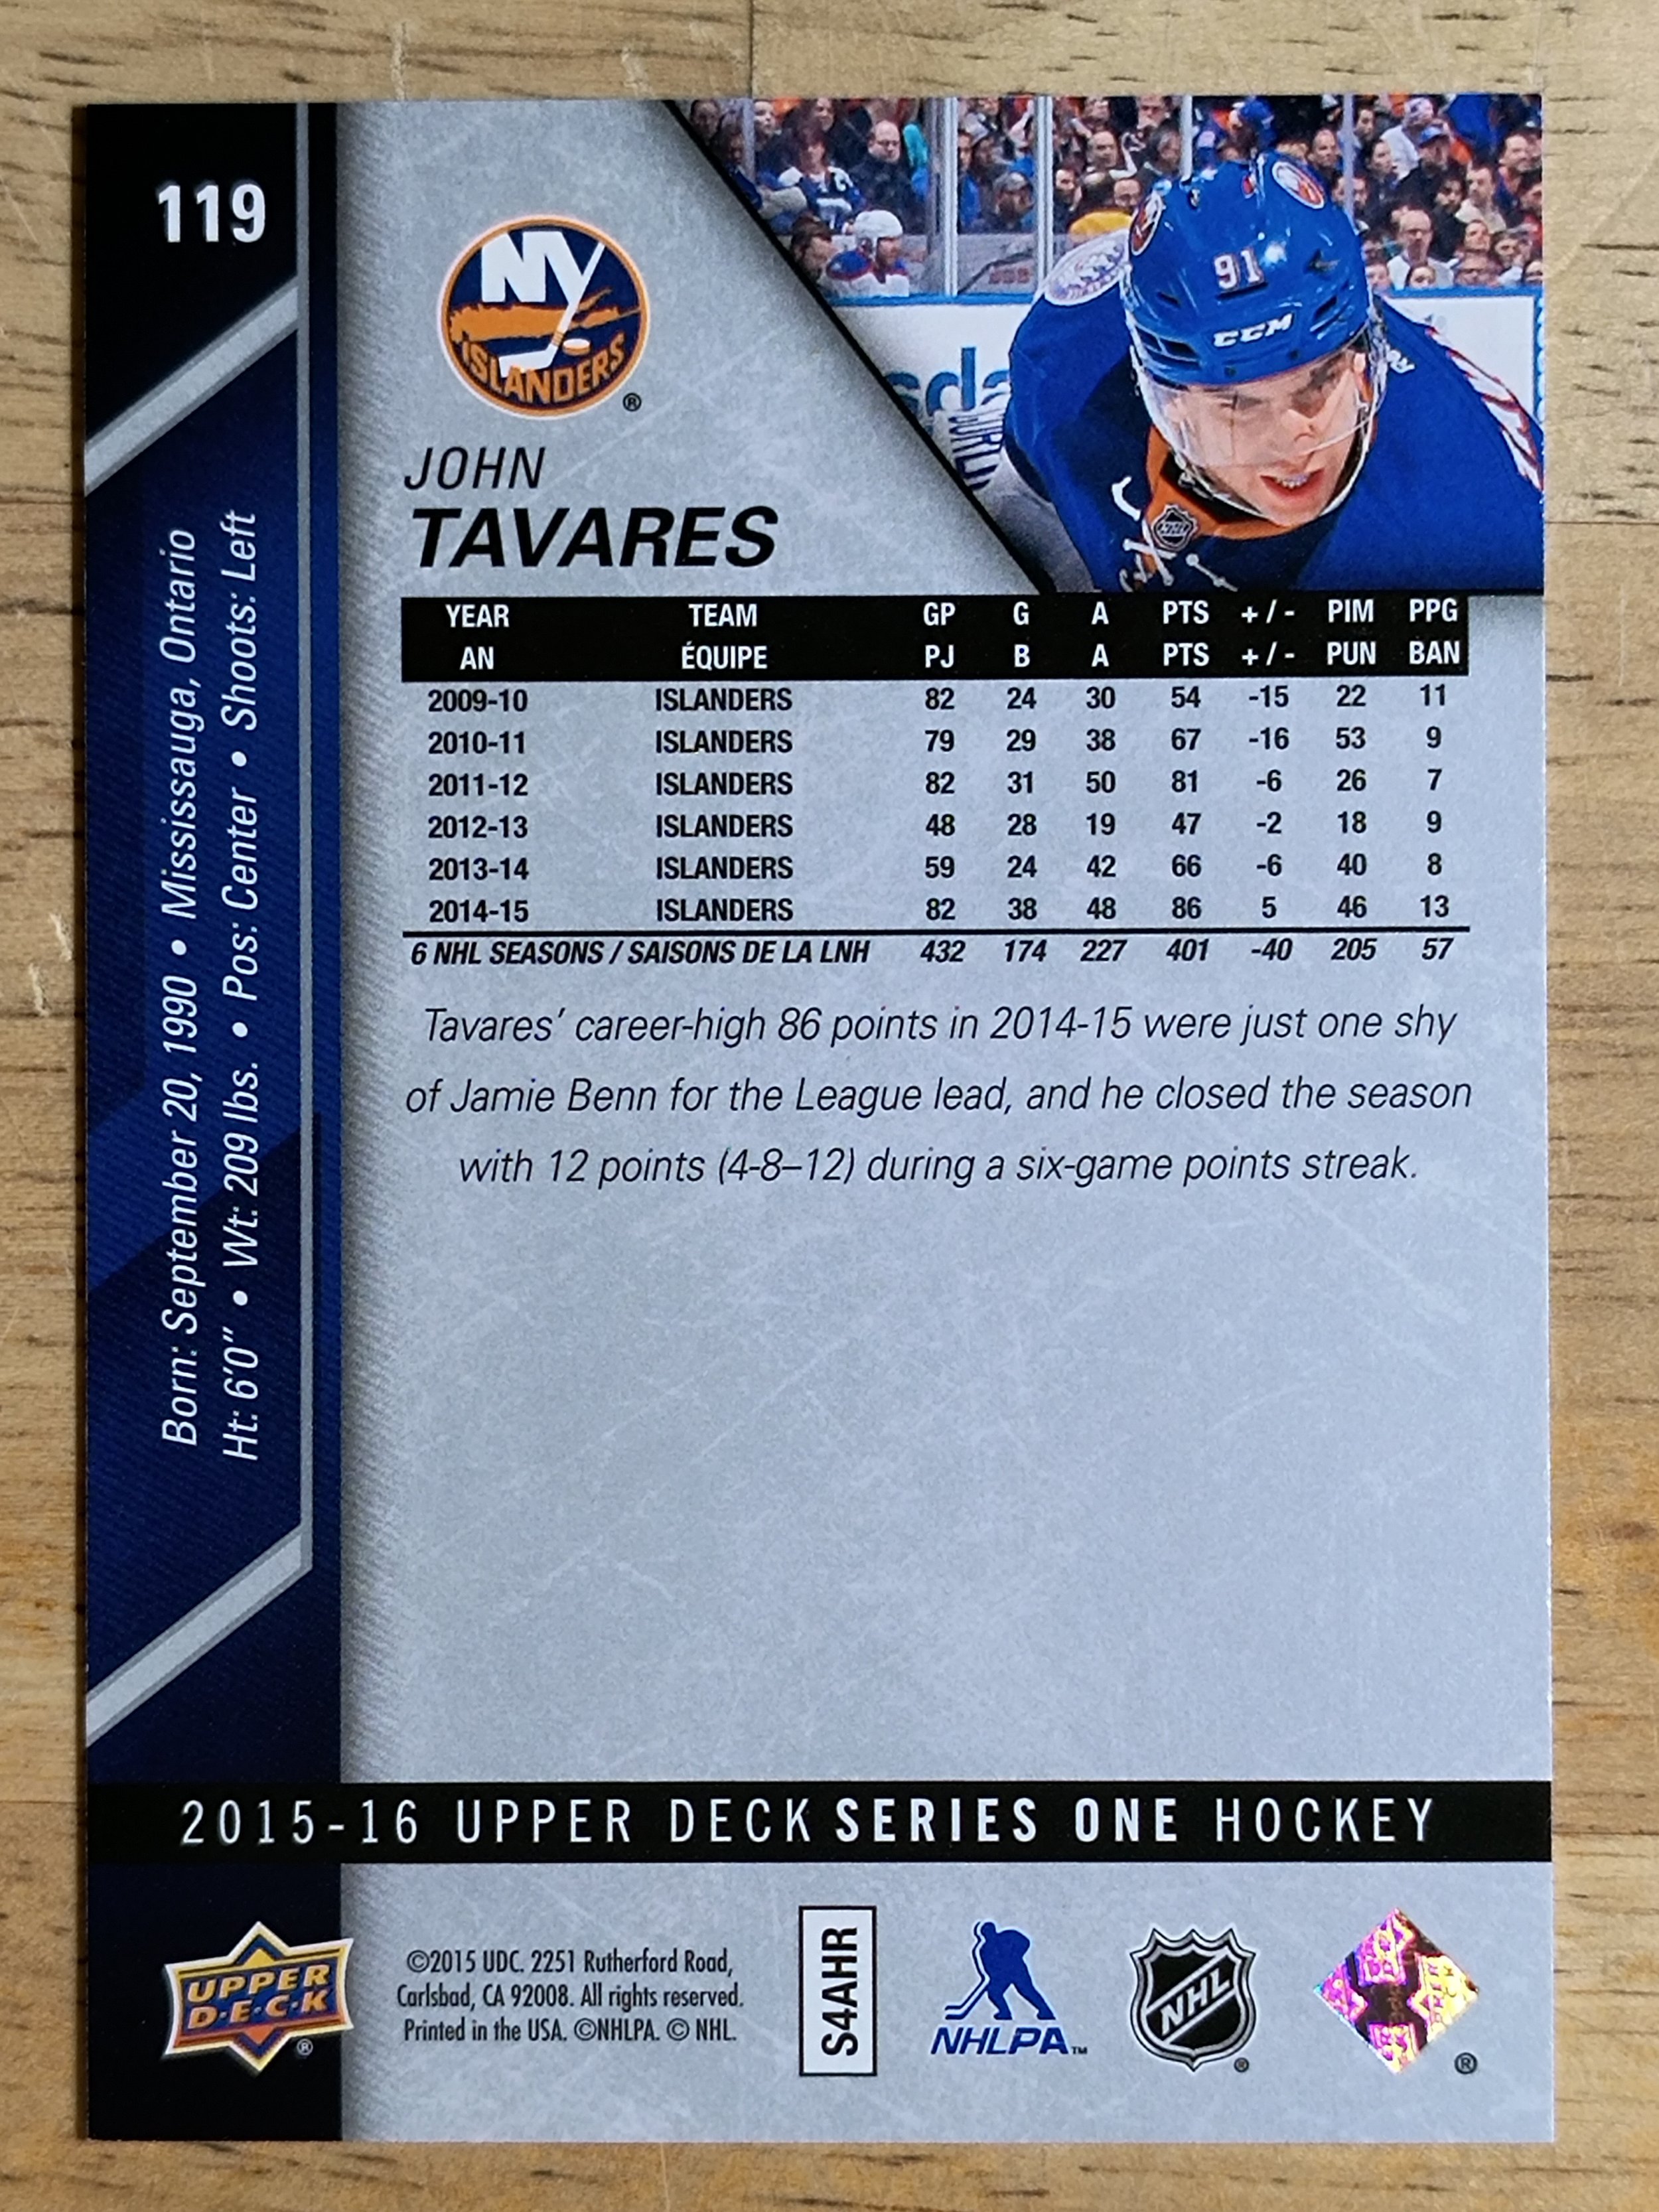 119
NY
ISLANDERS
®
91
CCM
JOHN
TAVARES
YEAR TEAM GP G A PTS +/- PIM PPG
AN ÉQUIPE PJ B A PTS +/- PUN BAN
2009-10 ISLANDERS 82 24 30 54 -15 22 11
2010-11 ISLANDERS 79 29 38 67 -16 53 9
2011-12 ISLANDERS 82 31 50 81 -6 26 7
2012-13 ISLANDERS 48 28 19 47 -2 18 9
2013-14 ISLANDERS 59 24 42 66 -6 40 8
2014-15 ISLANDERS 82 38 48 86 5 46 13
6 NHL SEASONS / SAISONS DE LA LNH 432 174 227 401 -40 205 57
Tavares' career-high 86 points in 2014-15 were just one shy
of Jamie Benn for the League lead, and he closed the season
with 12 points (4-8–12) during a six-game points streak.
Born: September 20, 1990 • Mississauga, Ontario
Ht: 6'0" • Wt: 209 lbs. • Pos: Center • Shoots: Left
2015-16 UPPER DECK SERIES ONE HOCKEY
UPPER
D•E•C•K
®
©2015 UDC. 2251 Rutherford Road,
Carlsbad, CA 92008. All rights reserved.
Printed in the USA. ©NHLPA. © NHL.
S4AHR
NHLPA™
NHL
®
®